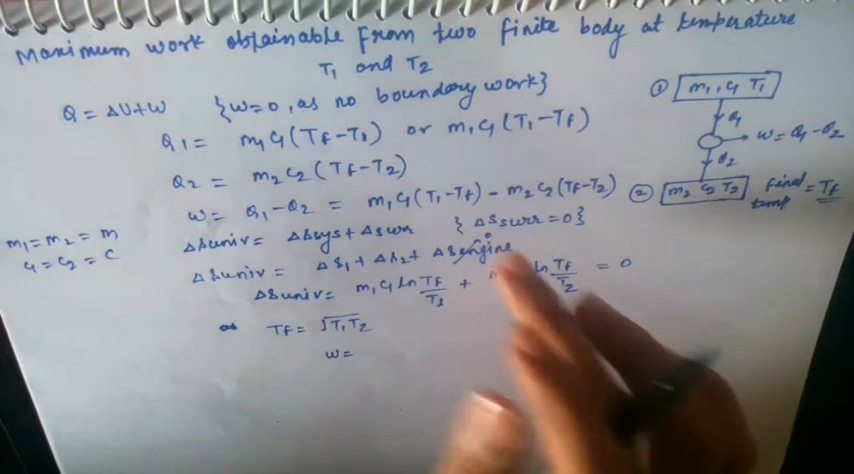 Maximum work obtainable from two finite body at temperature
T₁ and T₂
Q = ΔU+W {W=0, as no boundary work}
Q₁ = m₁c₁(Tf-T₁) or m₁c₁(T₁-Tf)
Q₂ = m₂c₂(Tf-T₂)
W = Q₁-Q₂ = m₁c₁(T₁-Tf) - m₂c₂(Tf-T₂)
ΔSuniv = ΔSsys + ΔSurr {ΔSsurr = 0}
ΔSuniv = ΔS₁ + ΔS₂ + ΔSengine 0
ΔSuniv = m₁c₁ ln Tf/T₁ + ln Tf/T₂ = 0
Tf = √T₁T₂
W =
m₁ = m₂ = m
c₁ = c₂ = c
① m₁, c₁ T₁
Q₁
W = Q₁-Q₂
Q₂
② m₂ c₂ T₂
Final temp = Tf